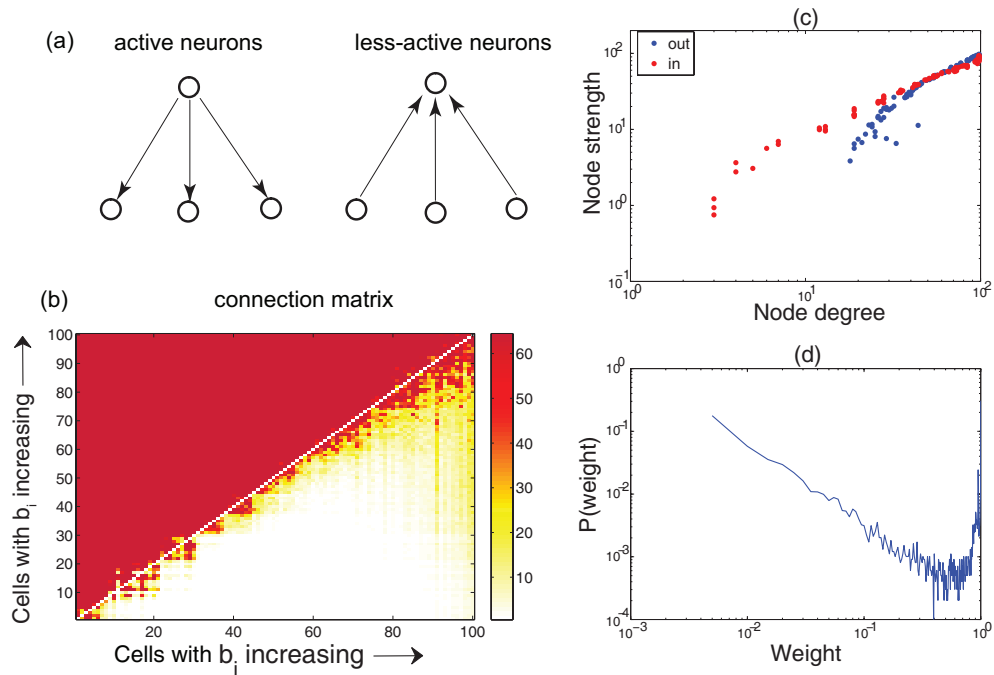 (a)
active neurons
less-active neurons
(b)
connection matrix
100
90
80
70
60
50
40
30
20
10
20
40
60
80
100
60
50
40
30
20
10
Cells with b_i increasing
Cells with b_i increasing
(c)
out
in
10^2
10^1
10^0
10^-1
10^0
10^1
10^2
Node strength
Node degree
(d)
10^0
10^-1
10^-2
10^-3
10^-4
10^-3
10^-2
10^-1
10^0
P(weight)
Weight